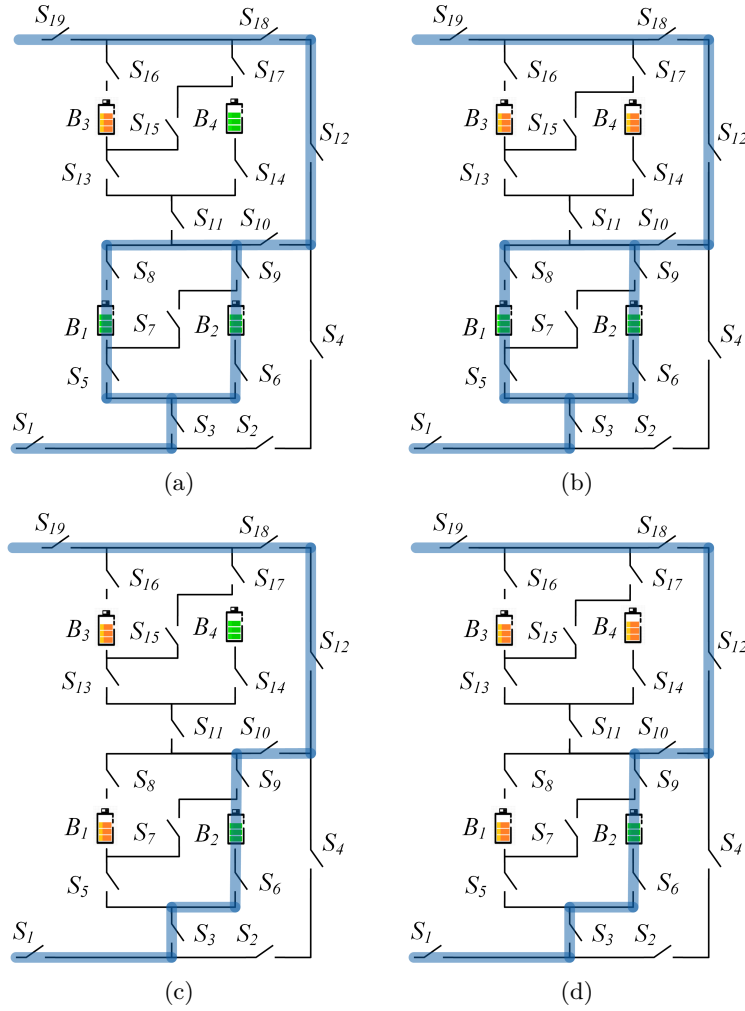 S19 S18
S16 S17
B3 S15 B4 S12
S13 S14
S11 S10
S8 S9
B1 S7 B2 S4
S5 S6
S1 S3 S2
(a)
S19 S18
S16 S17
B3 S15 B4 S12
S13 S14
S11 S10
S8 S9
B1 S7 B2 S4
S5 S6
S1 S3 S2
(b)
S19 S18
S16 S17
B3 S15 B4 S12
S13 S14
S11 S10
S8 S9
B1 S7 B2 S4
S5 S6
S1 S3 S2
(c)
S19 S18
S16 S17
B3 S15 B4 S12
S13 S14
S11 S10
S8 S9
B1 S7 B2 S4
S5 S6
S1 S3 S2
(d)